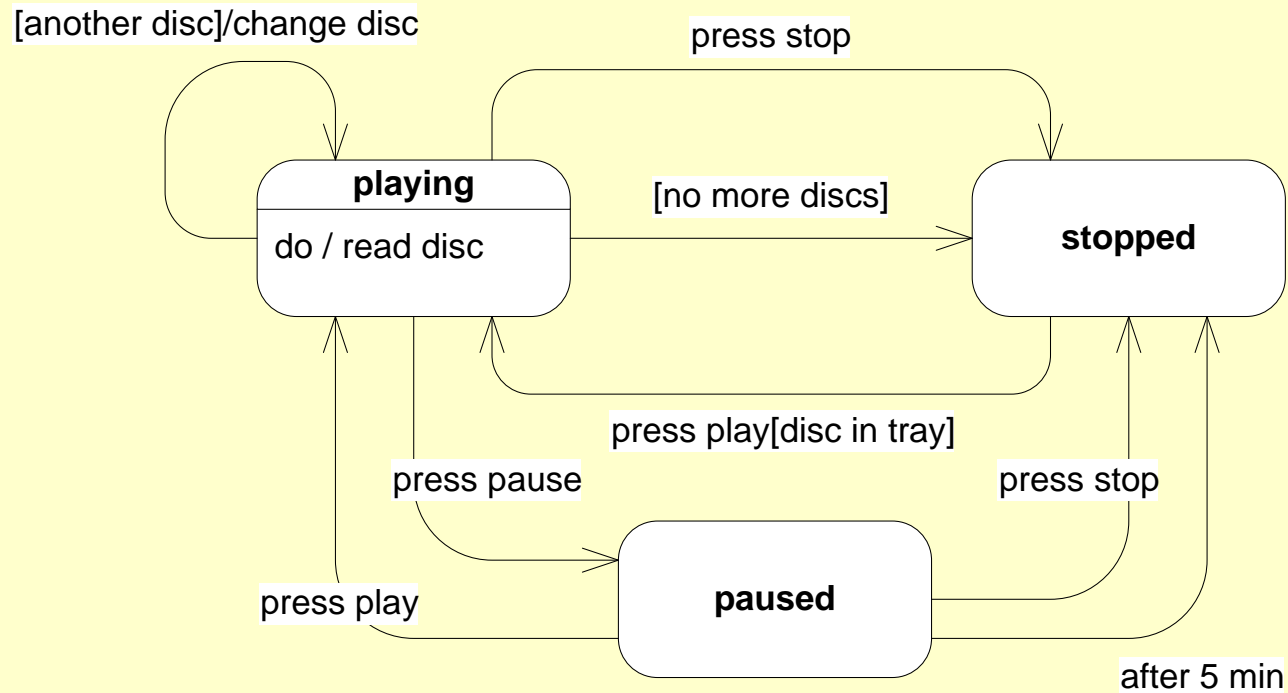 [another disc]/change disc
press stop
playing
[no more discs]
do / read disc
stopped
press play[disc in tray]
press pause
press stop
press play
paused
after 5 min